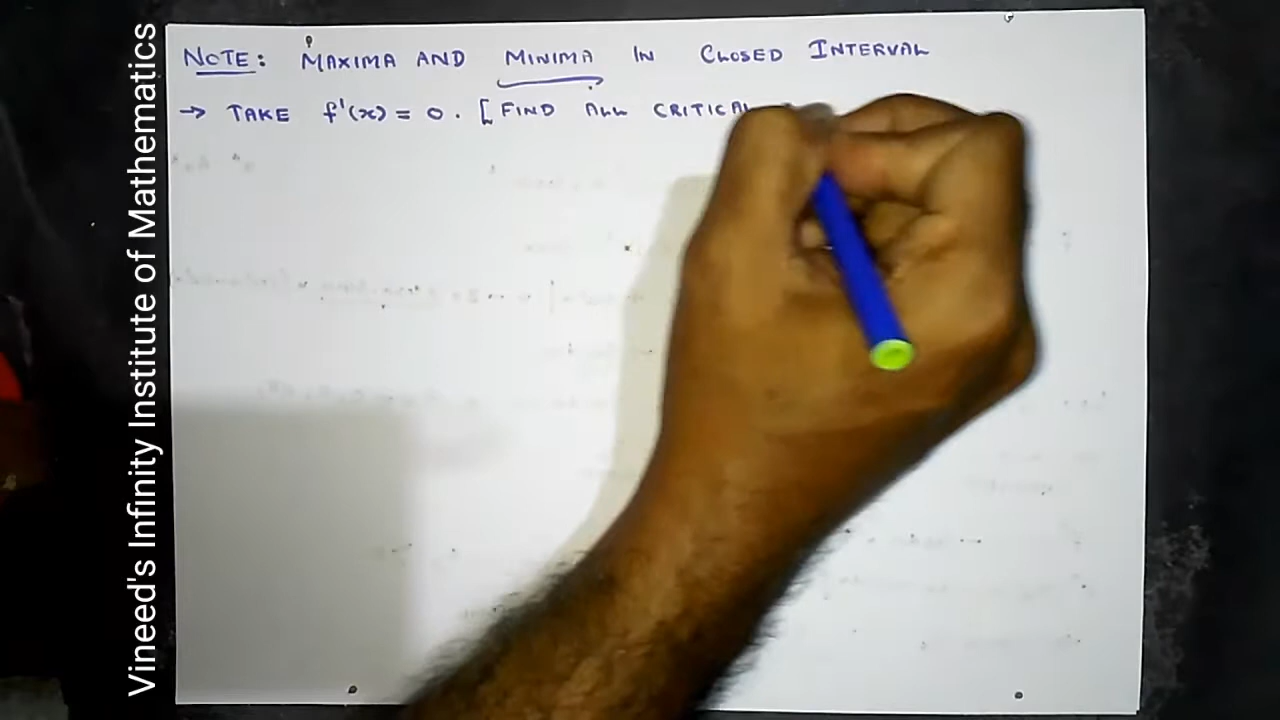 Vineed's Infinity Institute of Mathematics
NOTE: MAXIMA AND MINIMA IN CLOSED INTERVAL
→ TAKE f'(x) = 0. [FIND ALL CRITICAL